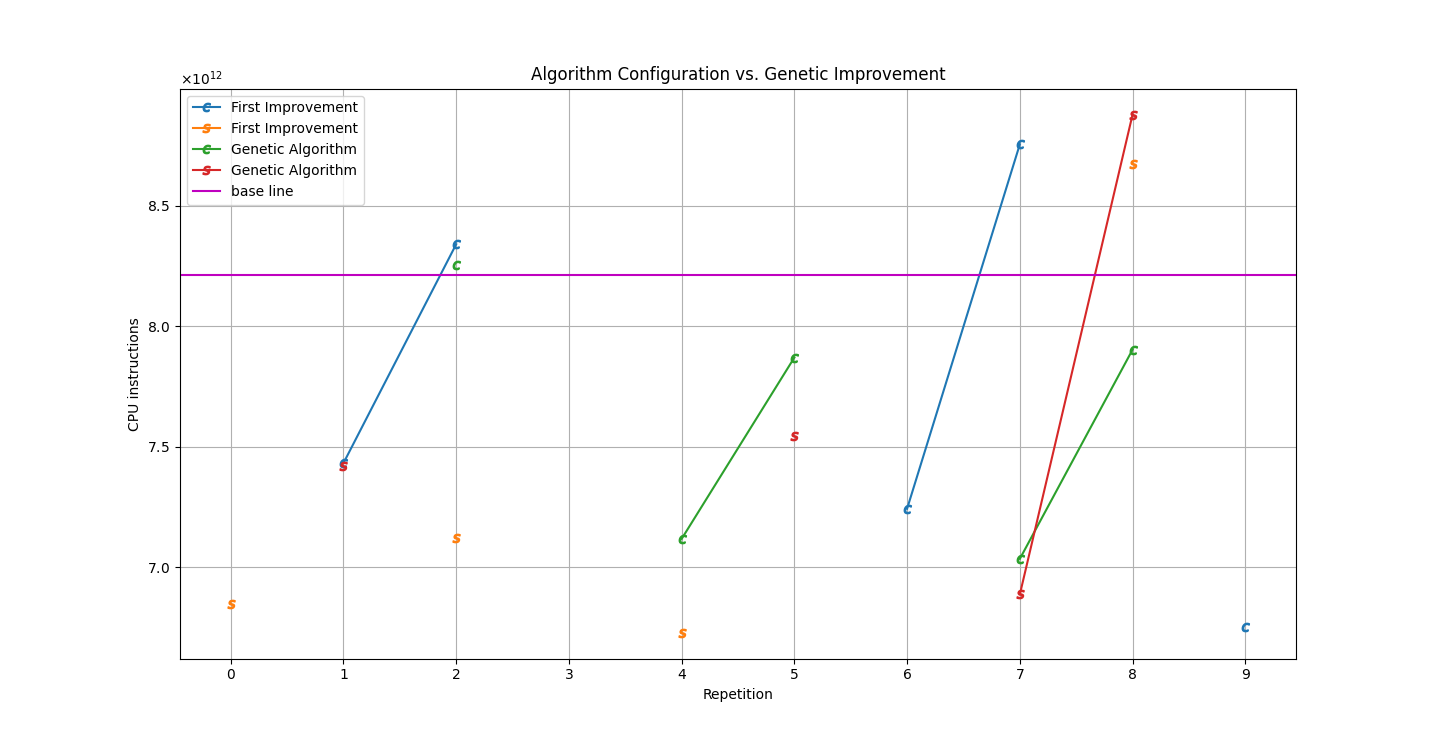 Algorithm Configuration vs. Genetic Improvement
×10¹²
c First Improvement
s First Improvement
c Genetic Algorithm
s Genetic Algorithm
base line
8.5
8.0
7.5
7.0
CPU instructions
c
c
s
c
s
s
s
c
c
s
s
c
c
c
c
s
s
s
c
c
0 1 2 3 4 5 6 7 8 9
Repetition